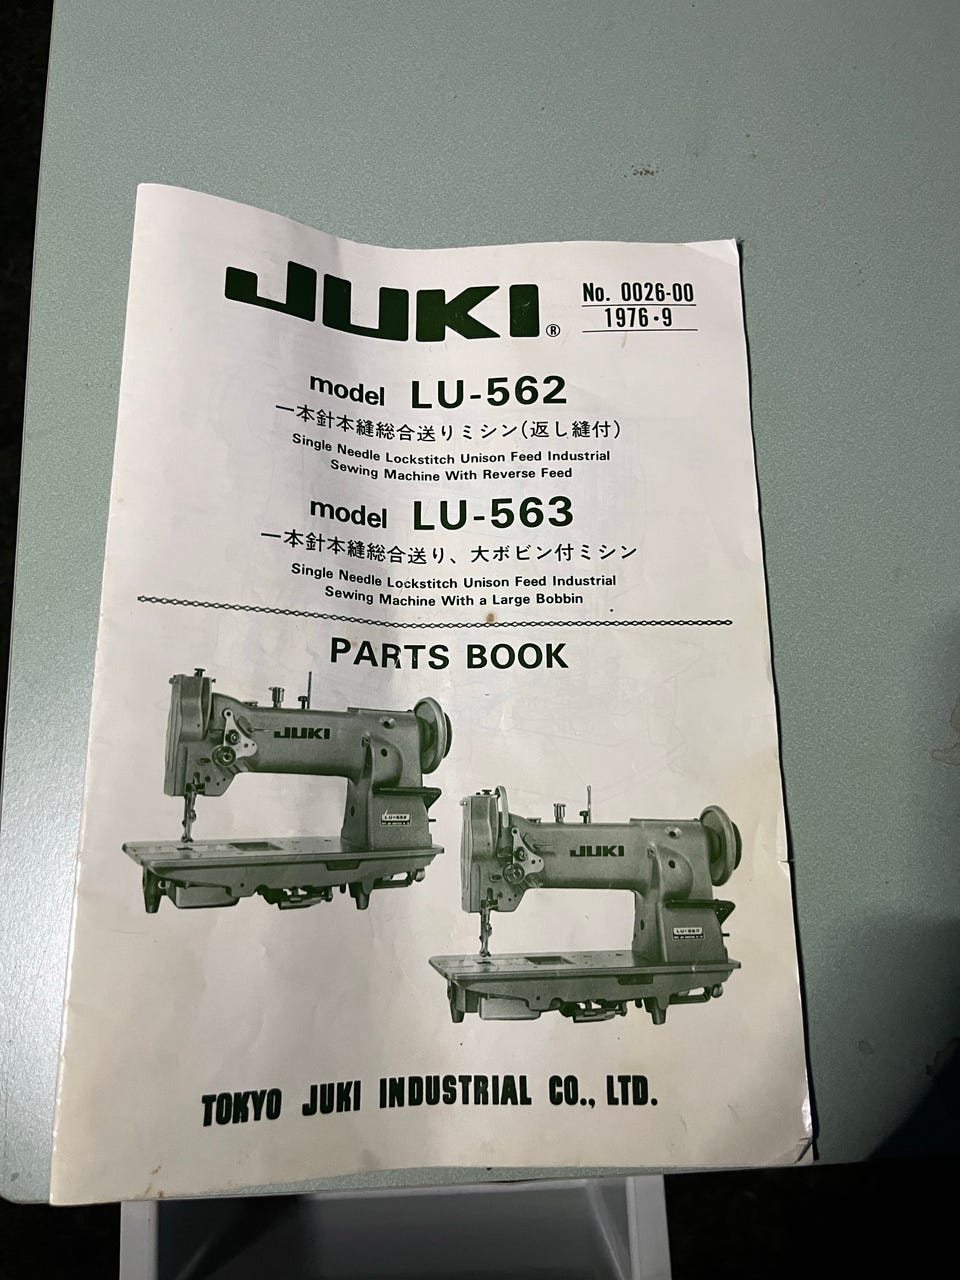 JUKI®
No. 0026-00
1976・9
model LU-562
一本針本縫総合送りミシン(返し縫付)
Single Needle Lockstitch Unison Feed Industrial
Sewing Machine With Reverse Feed
model LU-563
一本針本縫総合送り、大ボビン付ミシン
Single Needle Lockstitch Unison Feed Industrial
Sewing Machine With a Large Bobbin
PARTS BOOK
JUKI
JUKI
TOKYO JUKI INDUSTRIAL CO., LTD.